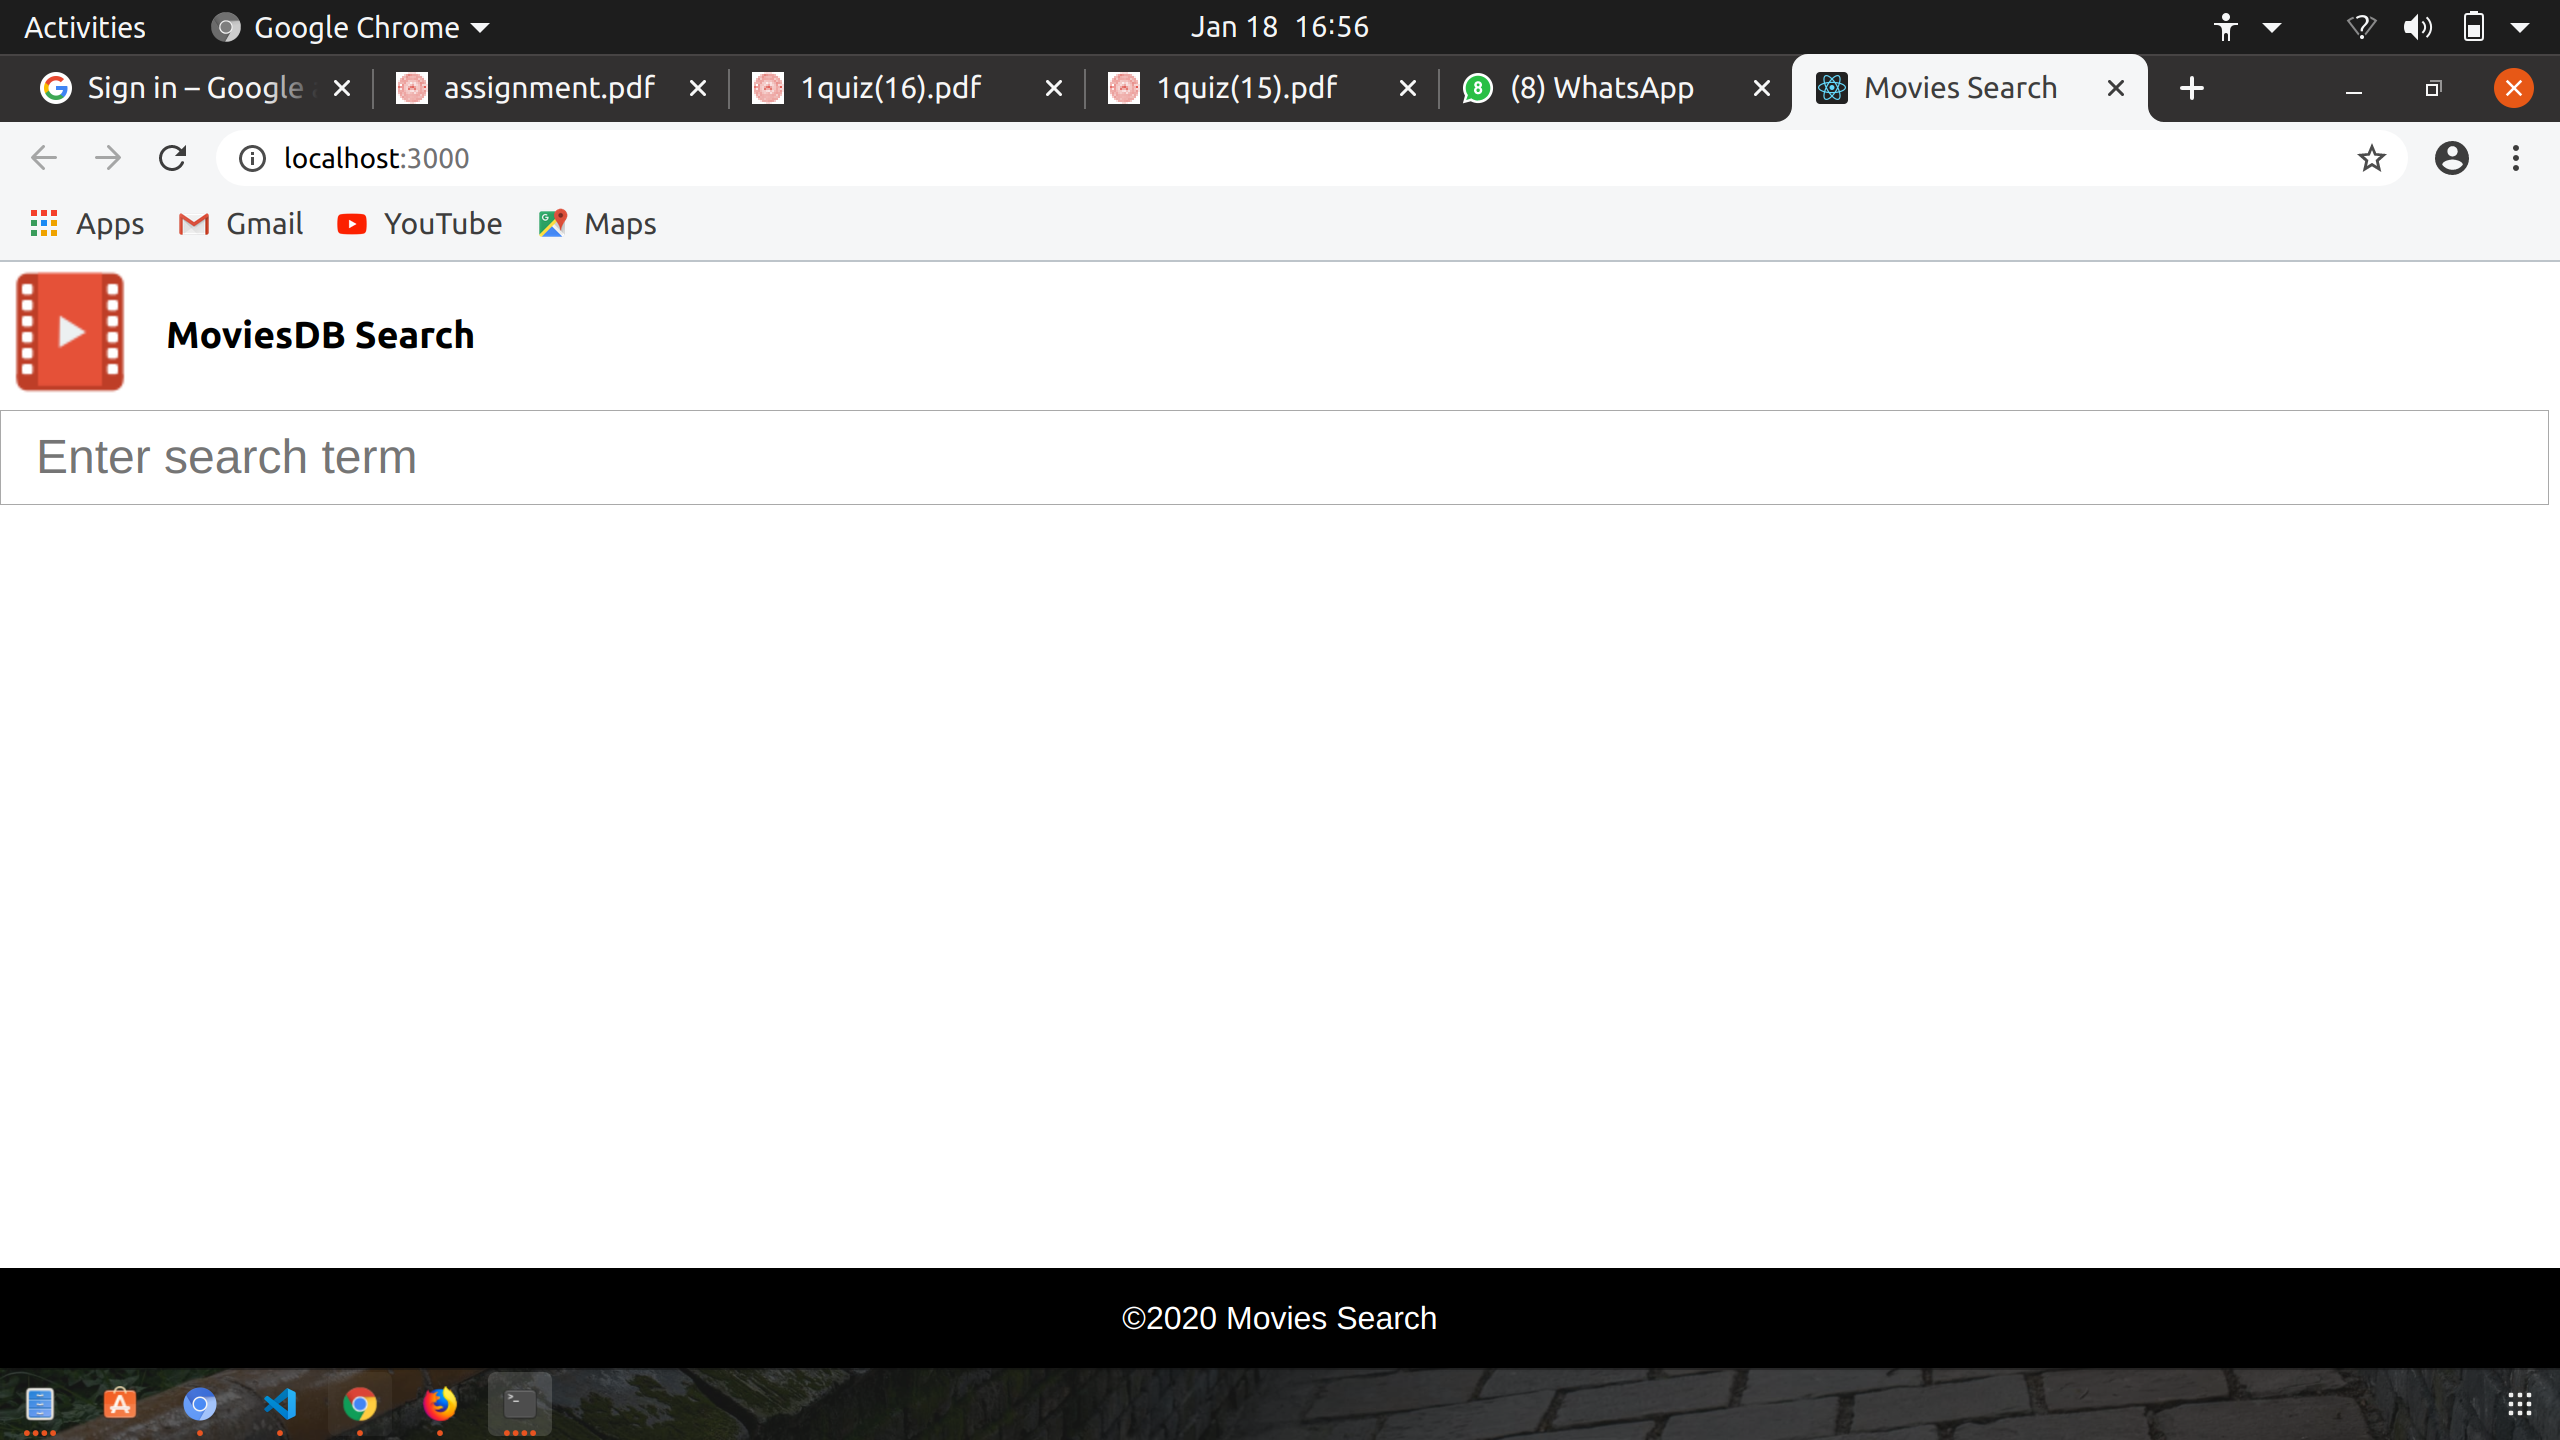 Activities Google Chrome Jan 18 16:56
Sign in – Google assignment.pdf 1quiz(16).pdf 1quiz(15).pdf 8 (8) WhatsApp Movies Search
localhost:3000
Apps Gmail YouTube Maps
MoviesDB Search
Enter search term
©2020 Movies Search